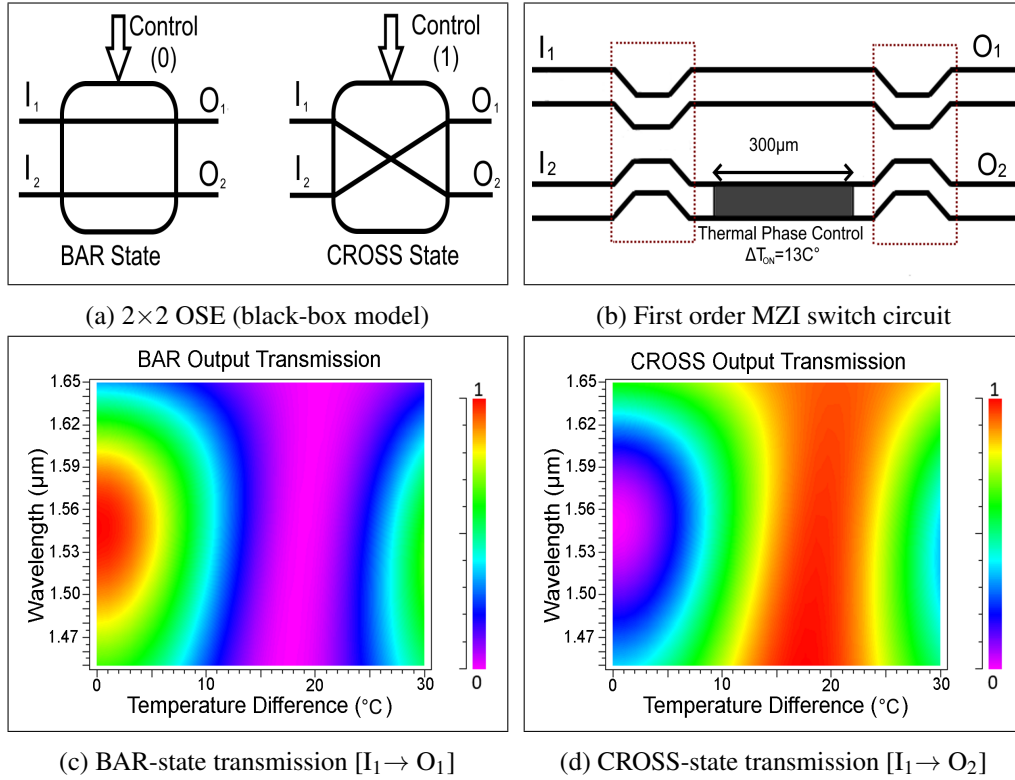 Control
(0)
I₁
O₁
I₂
O₂
BAR State
Control
(1)
I₁
O₁
I₂
O₂
CROSS State
(a) 2×2 OSE (black-box model)
I₁
O₁
300μm
I₂
O₂
Thermal Phase Control
ΔT_ON=13C°
(b) First order MZI switch circuit
BAR Output Transmission
Wavelength (μm)
1.65
1.62
1.59
1.56
1.53
1.50
1.47
0 10 20 30
Temperature Difference (°C)
1
0
(c) BAR-state transmission [I₁→ O₁]
CROSS Output Transmission
Wavelength (μm)
1.65
1.62
1.59
1.56
1.53
1.50
1.47
0 10 20 30
Temperature Difference (°C)
1
0
(d) CROSS-state transmission [I₁→ O₂]